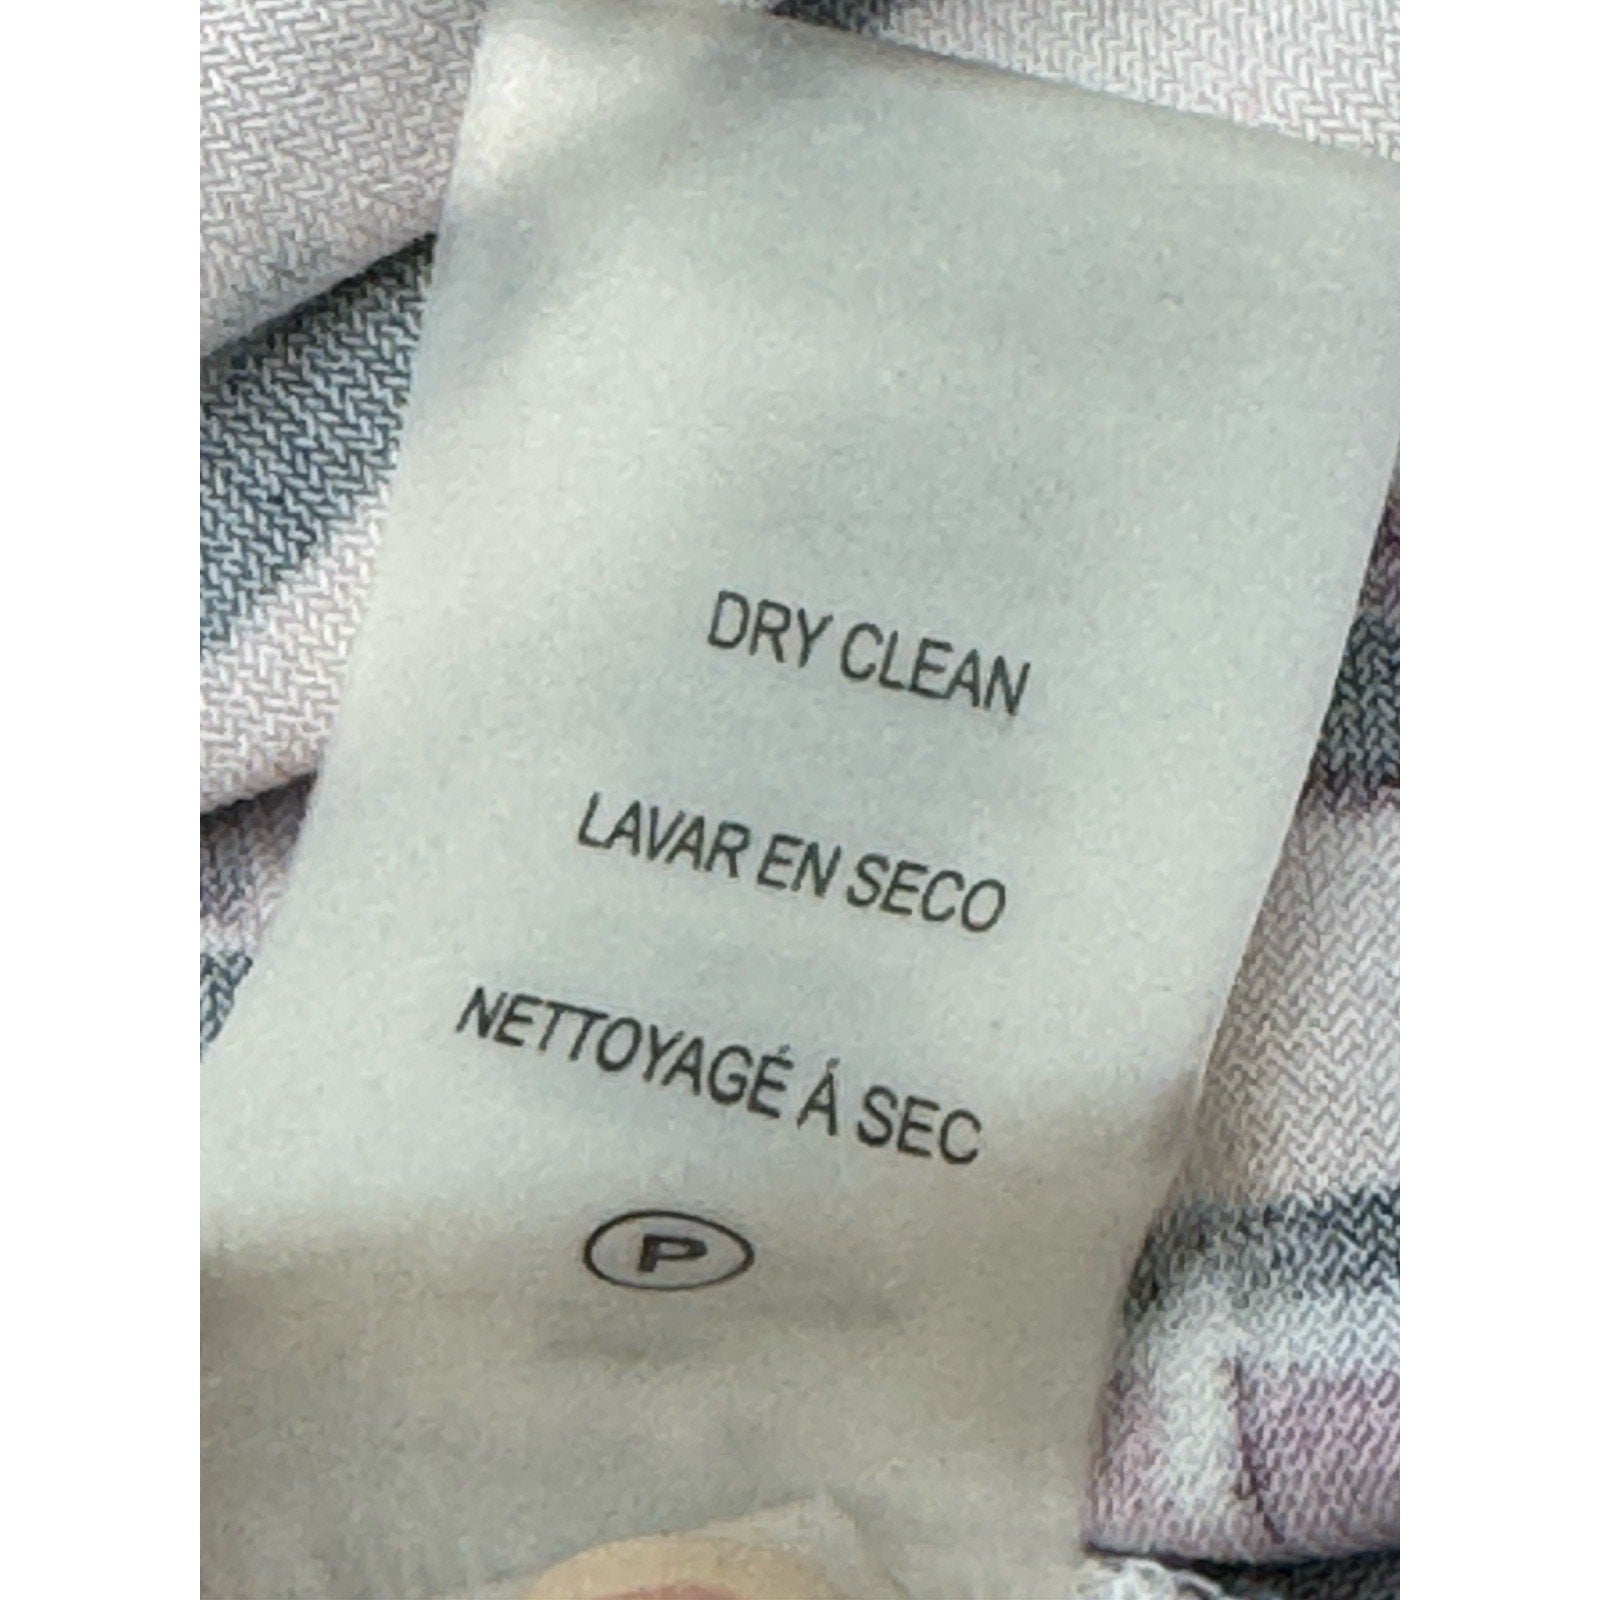 DRY CLEAN
LAVAR EN SECO
NETTOYAGÉ Á SEC
P